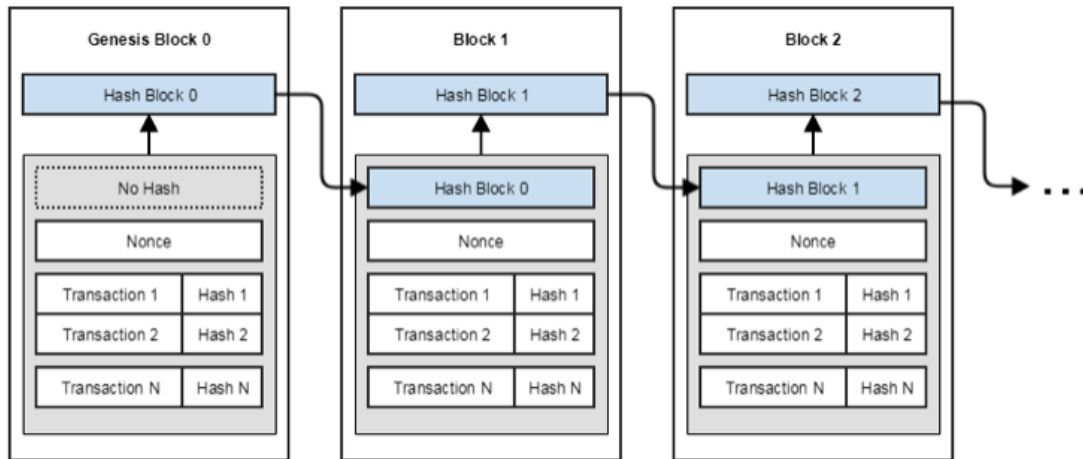 Genesis Block 0
Hash Block 0
No Hash
Nonce
Transaction 1 Hash 1
Transaction 2 Hash 2
Transaction N Hash N
Block 1
Hash Block 1
Hash Block 0
Nonce
Transaction 1 Hash 1
Transaction 2 Hash 2
Transaction N Hash N
Block 2
Hash Block 2
Hash Block 1
Nonce
Transaction 1 Hash 1
Transaction 2 Hash 2
Transaction N Hash N
...